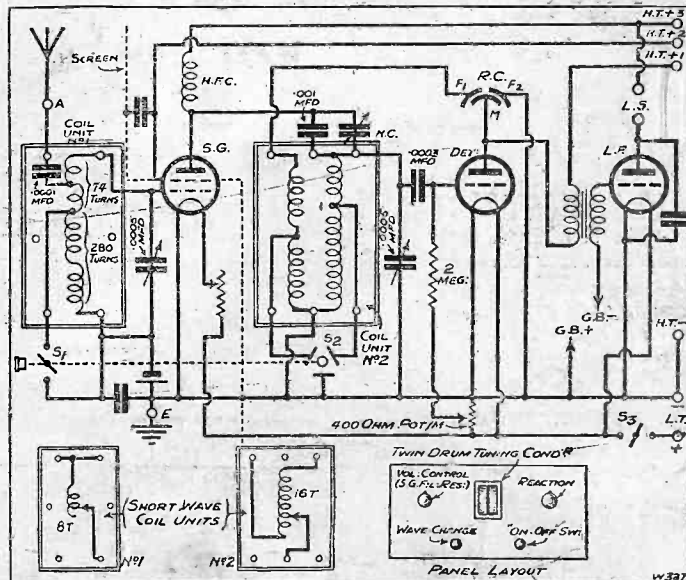 H.T.+3
H.T.+2
H.T.+1
SCREEN
H.F.C.
.001 MFD
N.C.
F1 R.C. F2
M
L.S.
A
COIL UNIT Nº1
.0001 MFD
74 TURNS
280 TURNS
S.G.
.0005 MFD
.0003 MFD
DET.
L.F.
.0005 MFD
2 MEG.
G.B.-
G.B.+
H.T.-
S1
S2
COIL UNIT Nº2
E
400 OHM. POT/M
S3
L.T.
- +
TWIN DRUM TUNING COND'R
8T
Nº1
SHORT WAVE COIL UNITS
16T
Nº2
VOL: CONTROL
(S.G. FIL: RES:)
REACTION
WAVE CHANGE
"ON-OFF" SW:
PANEL LAYOUT